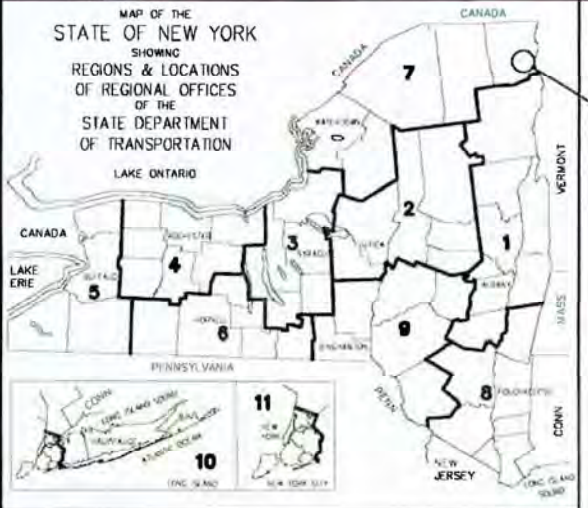 MAP OF THE
STATE OF NEW YORK
SHOWING
REGIONS & LOCATIONS
OF REGIONAL OFFICES
OF THE
STATE DEPARTMENT
OF TRANSPORTATION
LAKE ONTARIO
CANADA
CANADA
7
WATERTOWN
VERMONT
2
1
CANADA
ROCHESTER
3
SYRACUSE
UTICA
LAKE
ERIE
BUFFALO
5
4
ALBANY
MASS
HORNELL
6
BINGHAMTON
9
PENNSYLVANIA
PENN
8
POUGHKEEPSIE
CONN
NEW
JERSEY
LONG ISLAND
SOUND
CONN
LONG ISLAND SOUND
HAUPPAUGE
ATLANTIC OCEAN
10
LONG ISLAND
11
NEW
YORK
NEW YORK CITY